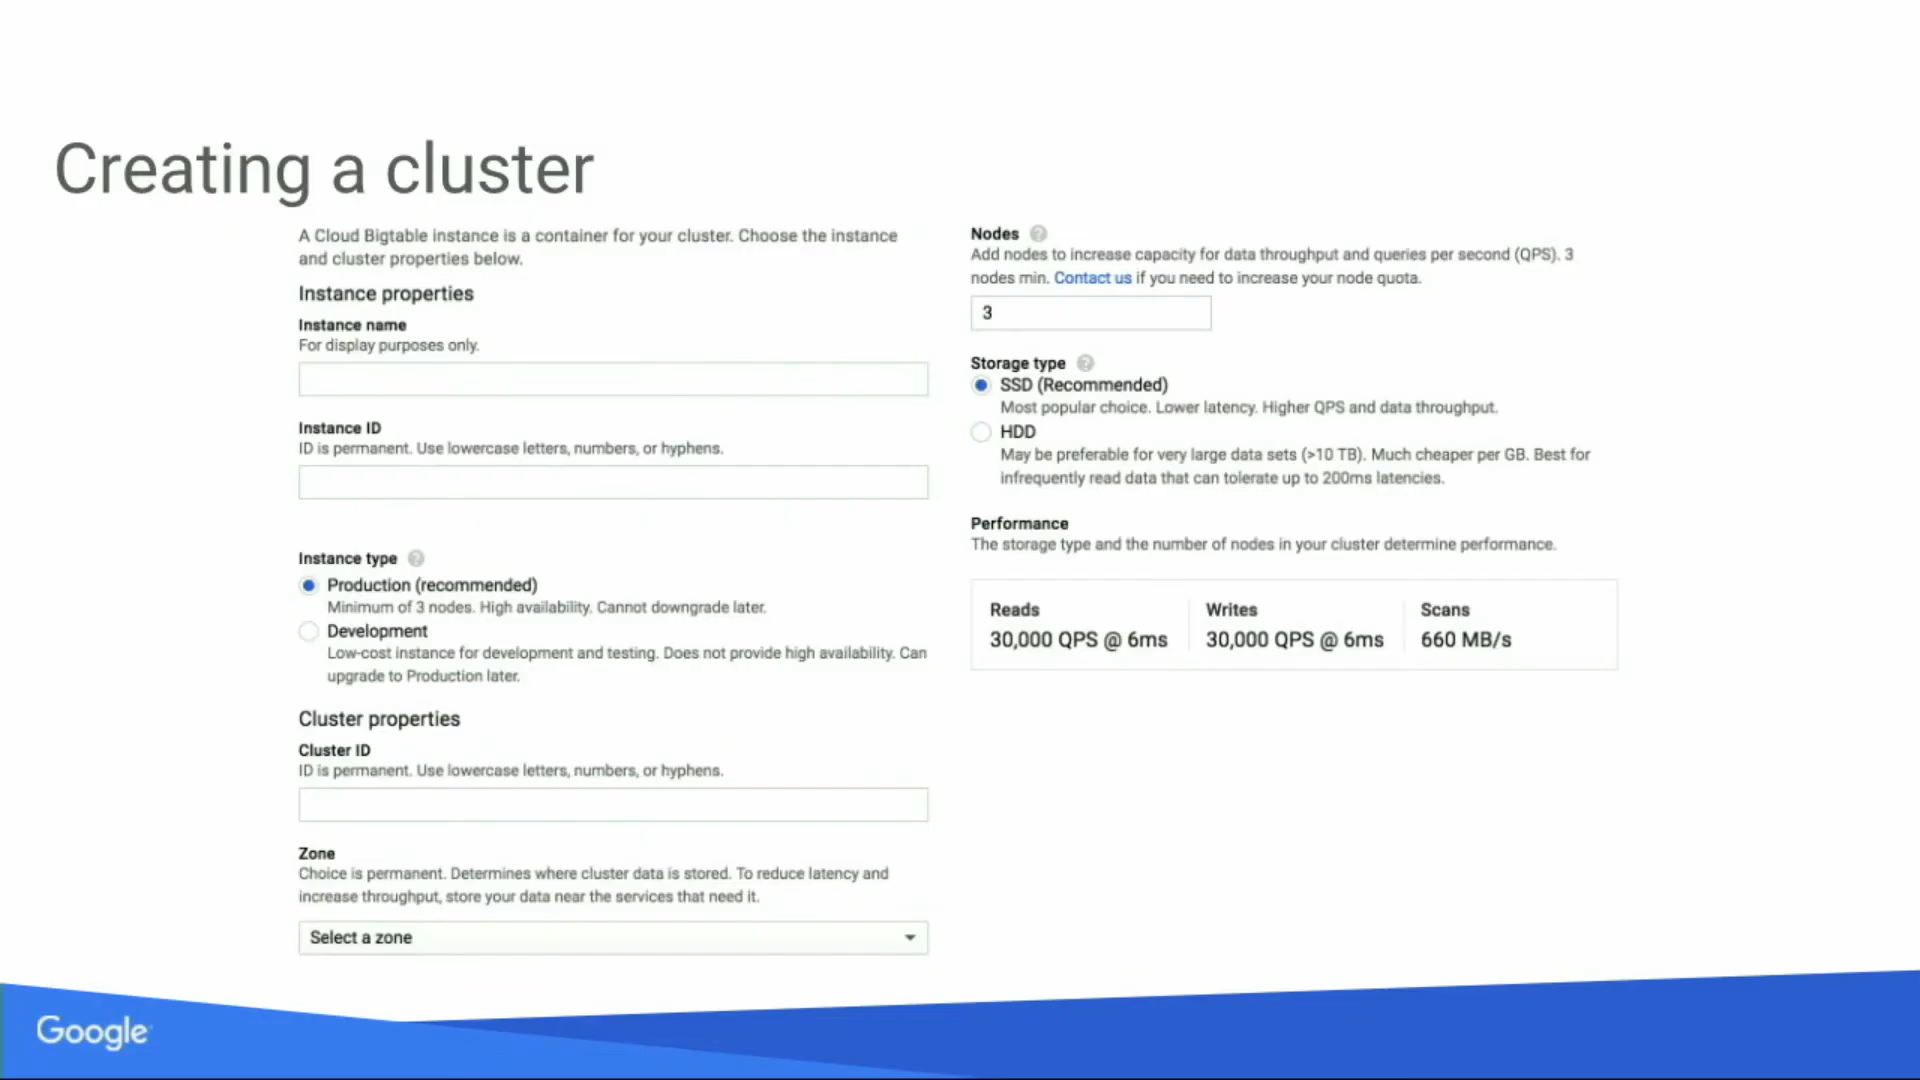 Creating a cluster
A Cloud Bigtable instance is a container for your cluster. Choose the instance
and cluster properties below.
Instance properties
Instance name
For display purposes only.
Instance ID
ID is permanent. Use lowercase letters, numbers, or hyphens.
Instance type ?
Production (recommended)
Minimum of 3 nodes. High availability. Cannot downgrade later.
Development
Low-cost instance for development and testing. Does not provide high availability. Can
upgrade to Production later.
Cluster properties
Cluster ID
ID is permanent. Use lowercase letters, numbers, or hyphens.
Zone
Choice is permanent. Determines where cluster data is stored. To reduce latency and
increase throughput, store your data near the services that need it.
Select a zone
Nodes ?
Add nodes to increase capacity for data throughput and queries per second (QPS). 3
nodes min. Contact us if you need to increase your node quota.
3
Storage type ?
SSD (Recommended)
Most popular choice. Lower latency. Higher QPS and data throughput.
HDD
May be preferable for very large data sets (>10 TB). Much cheaper per GB. Best for
infrequently read data that can tolerate up to 200ms latencies.
Performance
The storage type and the number of nodes in your cluster determine performance.
Reads Writes Scans
30,000 QPS @ 6ms 30,000 QPS @ 6ms 660 MB/s
Google